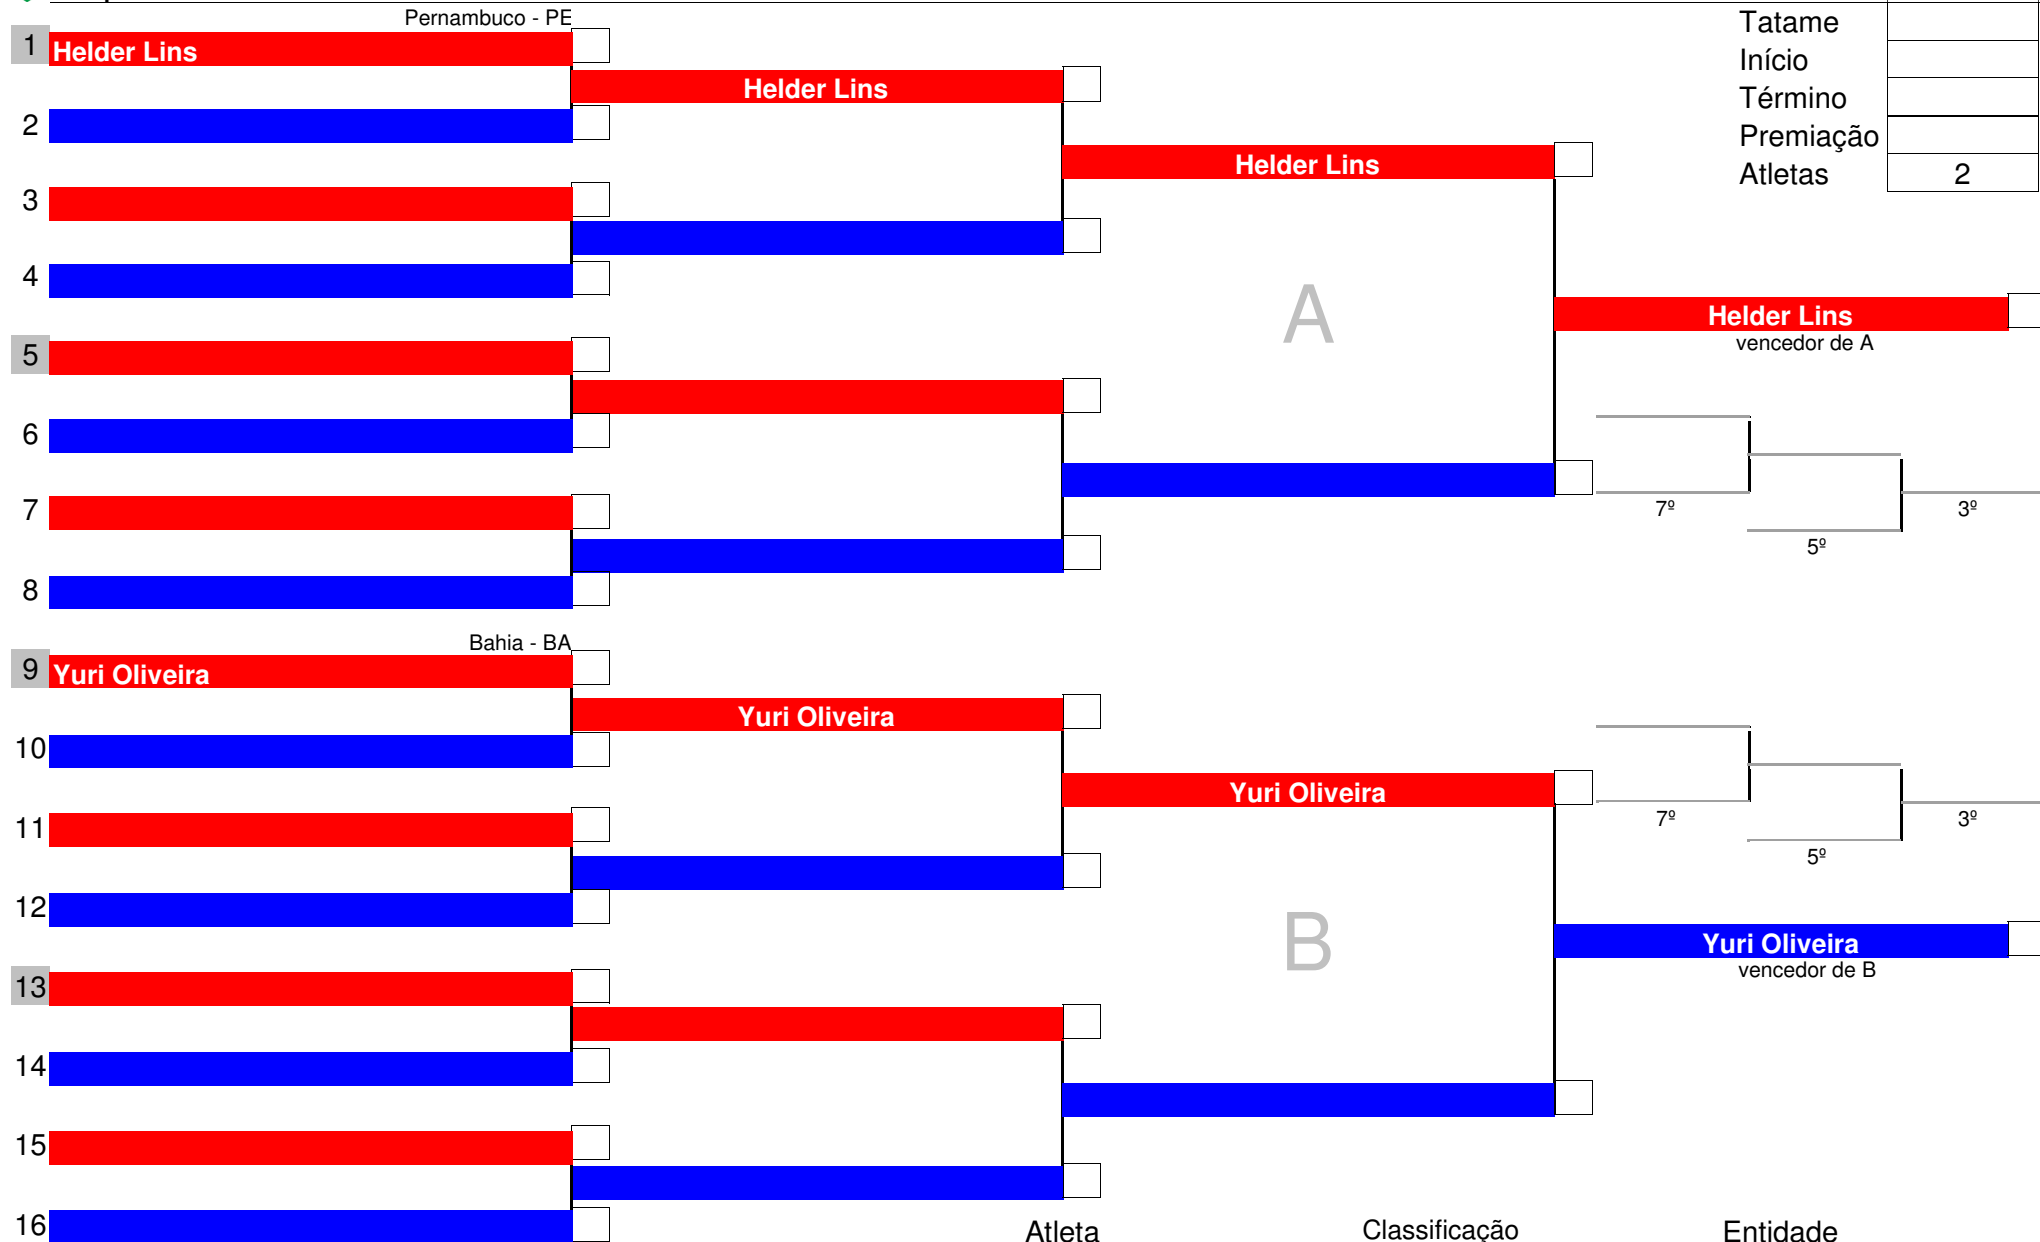 Pernambuco - PE
Tatame
1 Helder Lins
Início
Helder Lins
Término
2
Premiação
Helder Lins
Atletas 2
3
4
A
Helder Lins
vencedor de A
5
6
7
7º 3º
5º
8
Bahia - BA
9 Yuri Oliveira
Yuri Oliveira
10
Yuri Oliveira
11
7º 3º
5º
12
B
Yuri Oliveira
vencedor de B
13
14
15
16
Atleta Classificação Entidade